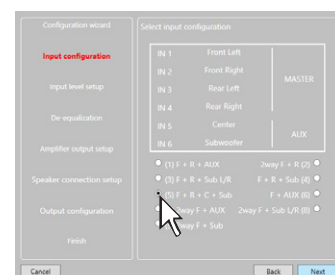 Configuration wizard
Select input configuration
Input configuration
Input level setup
De-equalization
Amplifier output setup
Speaker connection setup
Output configuration
Finish
IN 1 Front Left
IN 2 Front Right
IN 3 Rear Left
IN 4 Rear Right
MASTER
IN 5 Center
IN 6 Subwoofer
AUX
(1) F + R + AUX 2way F + R (2)
(3) F + R + Sub L/R F + R + Sub (4)
(5) F + R + C + Sub F + AUX (6)
way F + AUX 2way F + Sub L/R (8)
way F + Sub
Cancel Back Next